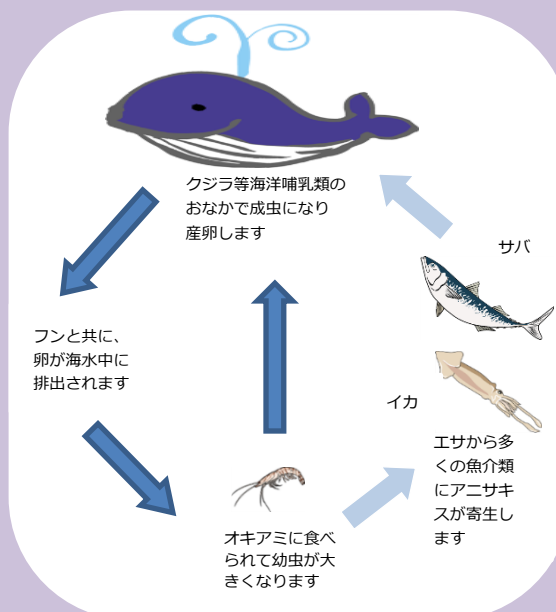 クジラ等海洋哺乳類の
おなかで成虫になり
産卵します
サバ
フンと共に、
卵が海水中に
排出されます
イカ
エサから多
くの魚介類
にアニサキ
スが寄生し
ます
オキアミに食べ
られて幼虫が大
きくなります